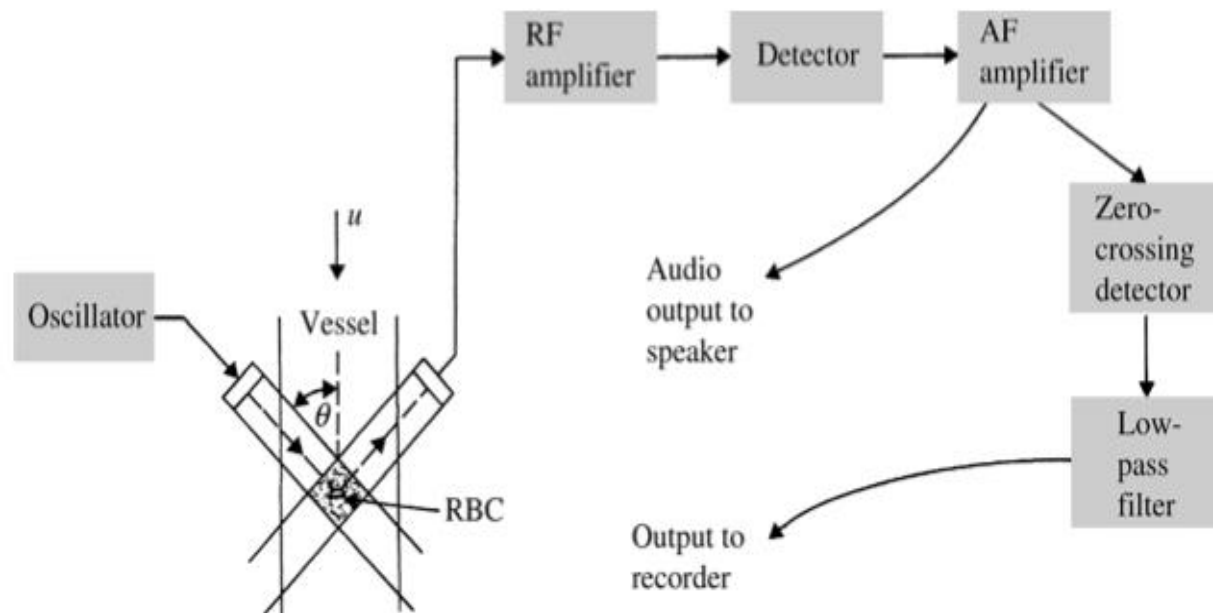 RF
amplifier
Detector
AF
amplifier
Zero-
crossing
detector
u
Oscillator
Vessel
θ
Audio
output to
speaker
RBC
Low-
pass
filter
Output to
recorder